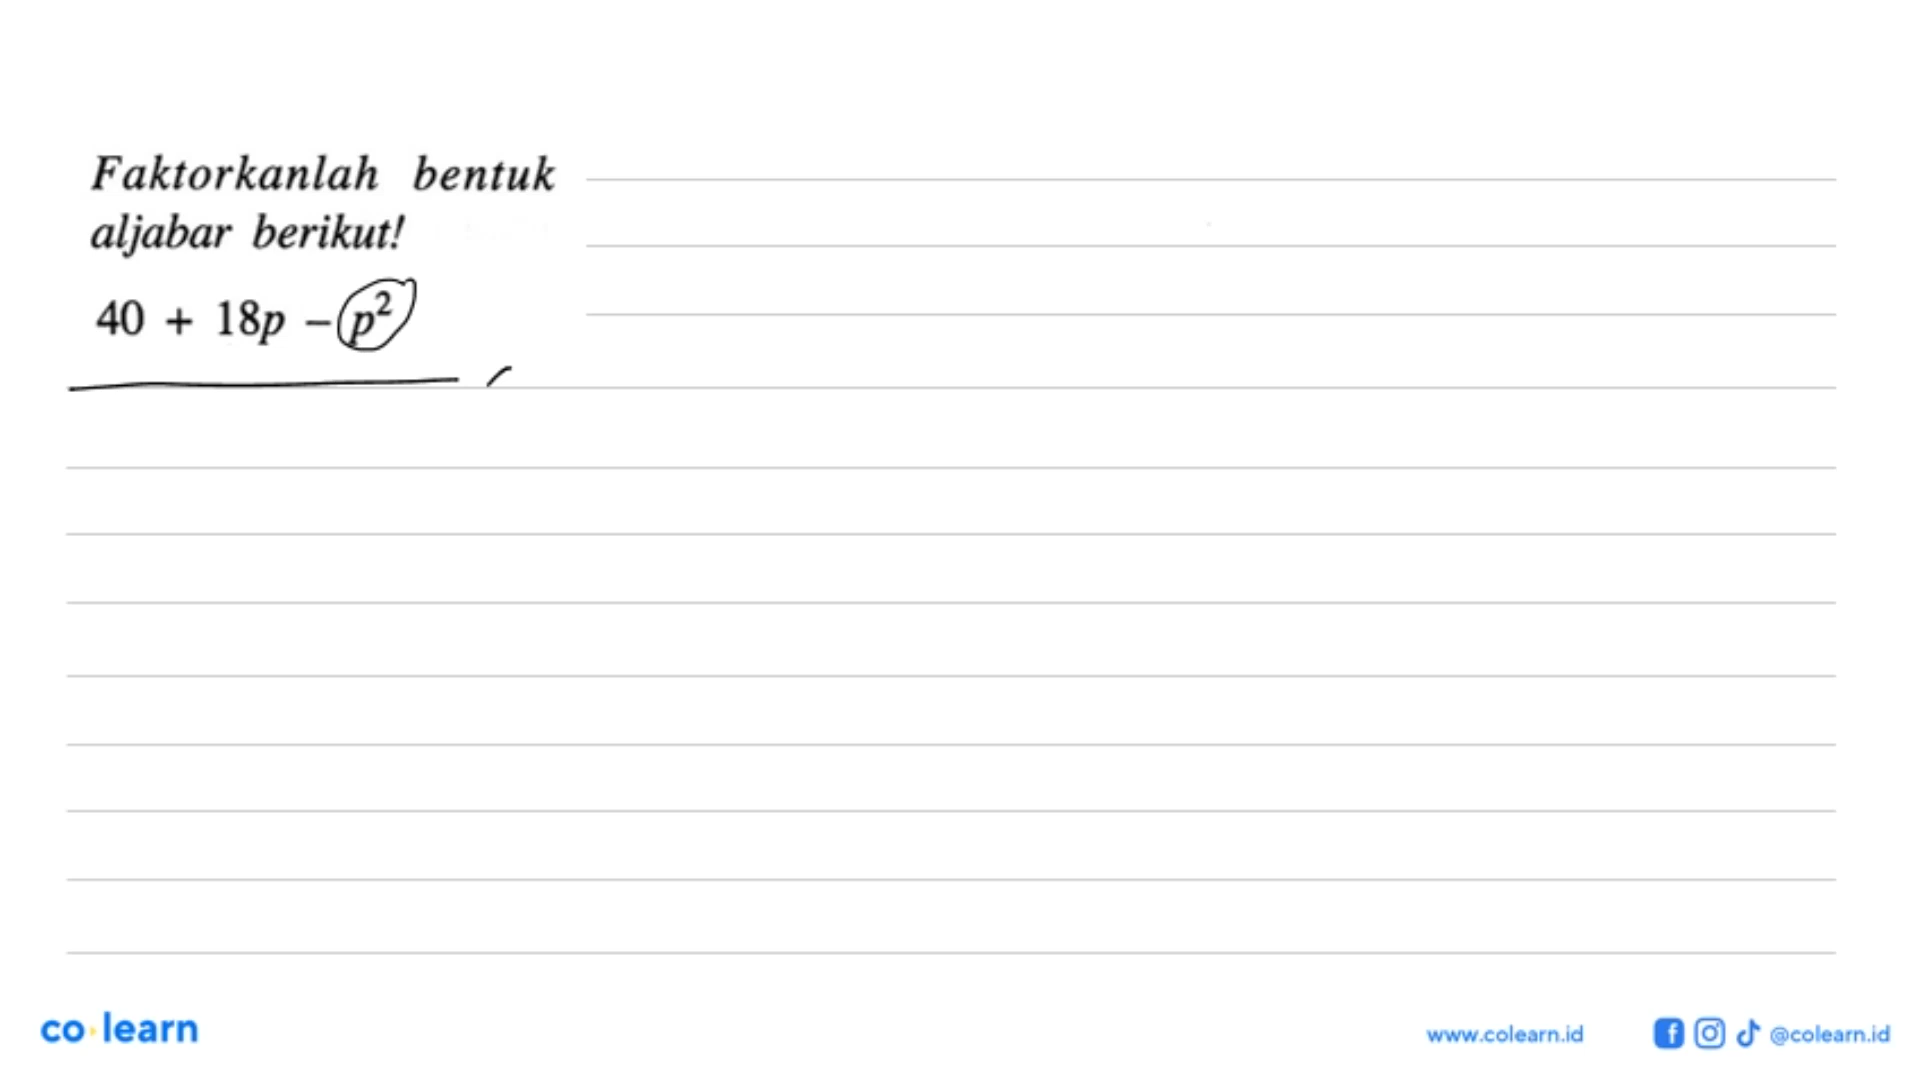 Faktorkanlah bentuk
aljabar berikut!
40 + 18p – p²
co learn
www.colearn.id
@colearn.id